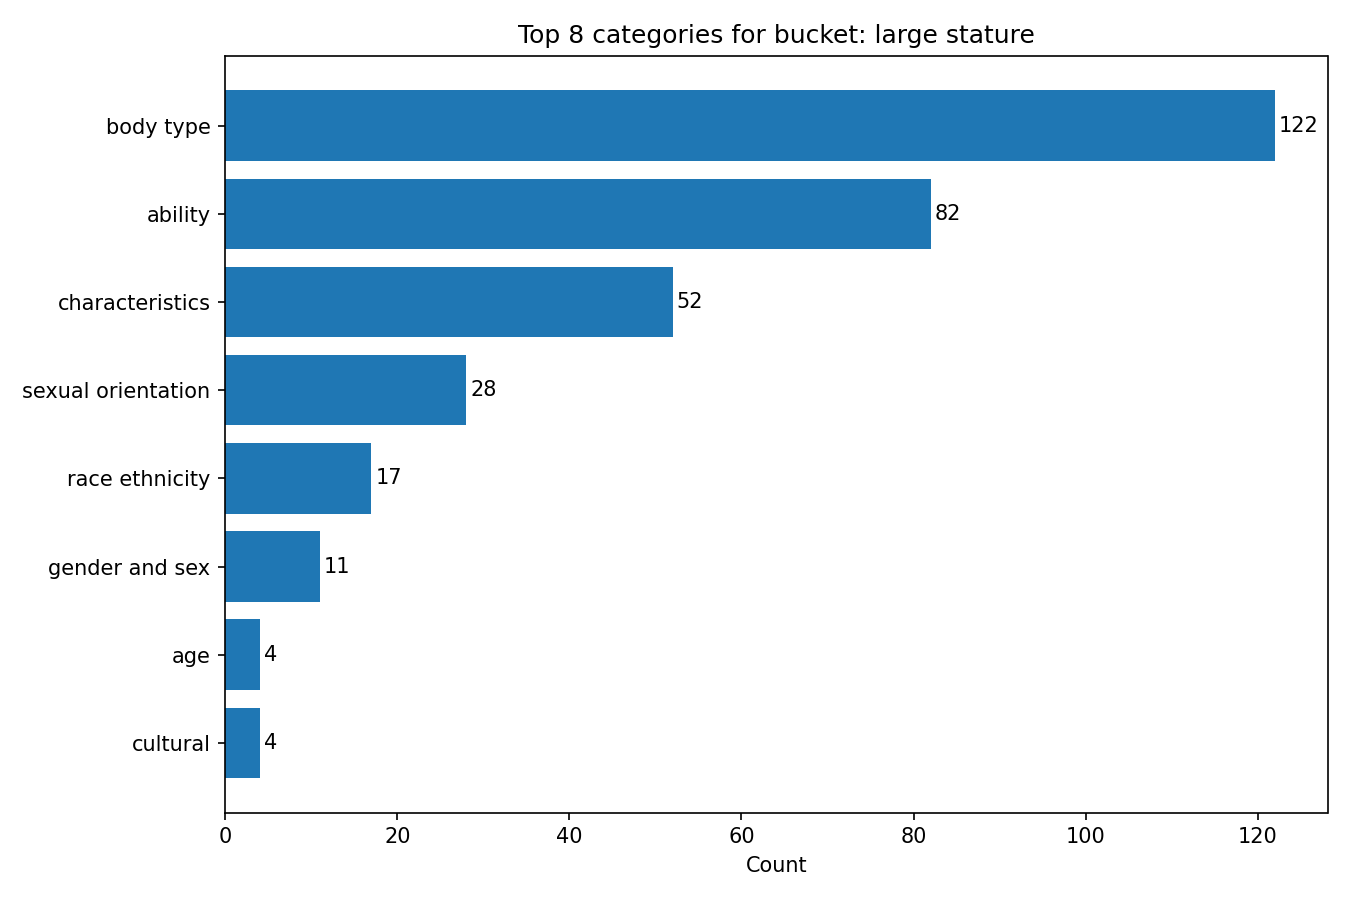 Top 8 categories for bucket: large stature
body type 122
ability 82
characteristics 52
sexual orientation 28
race ethnicity 17
gender and sex 11
age 4
cultural 4
0 20 40 60 80 100 120
Count